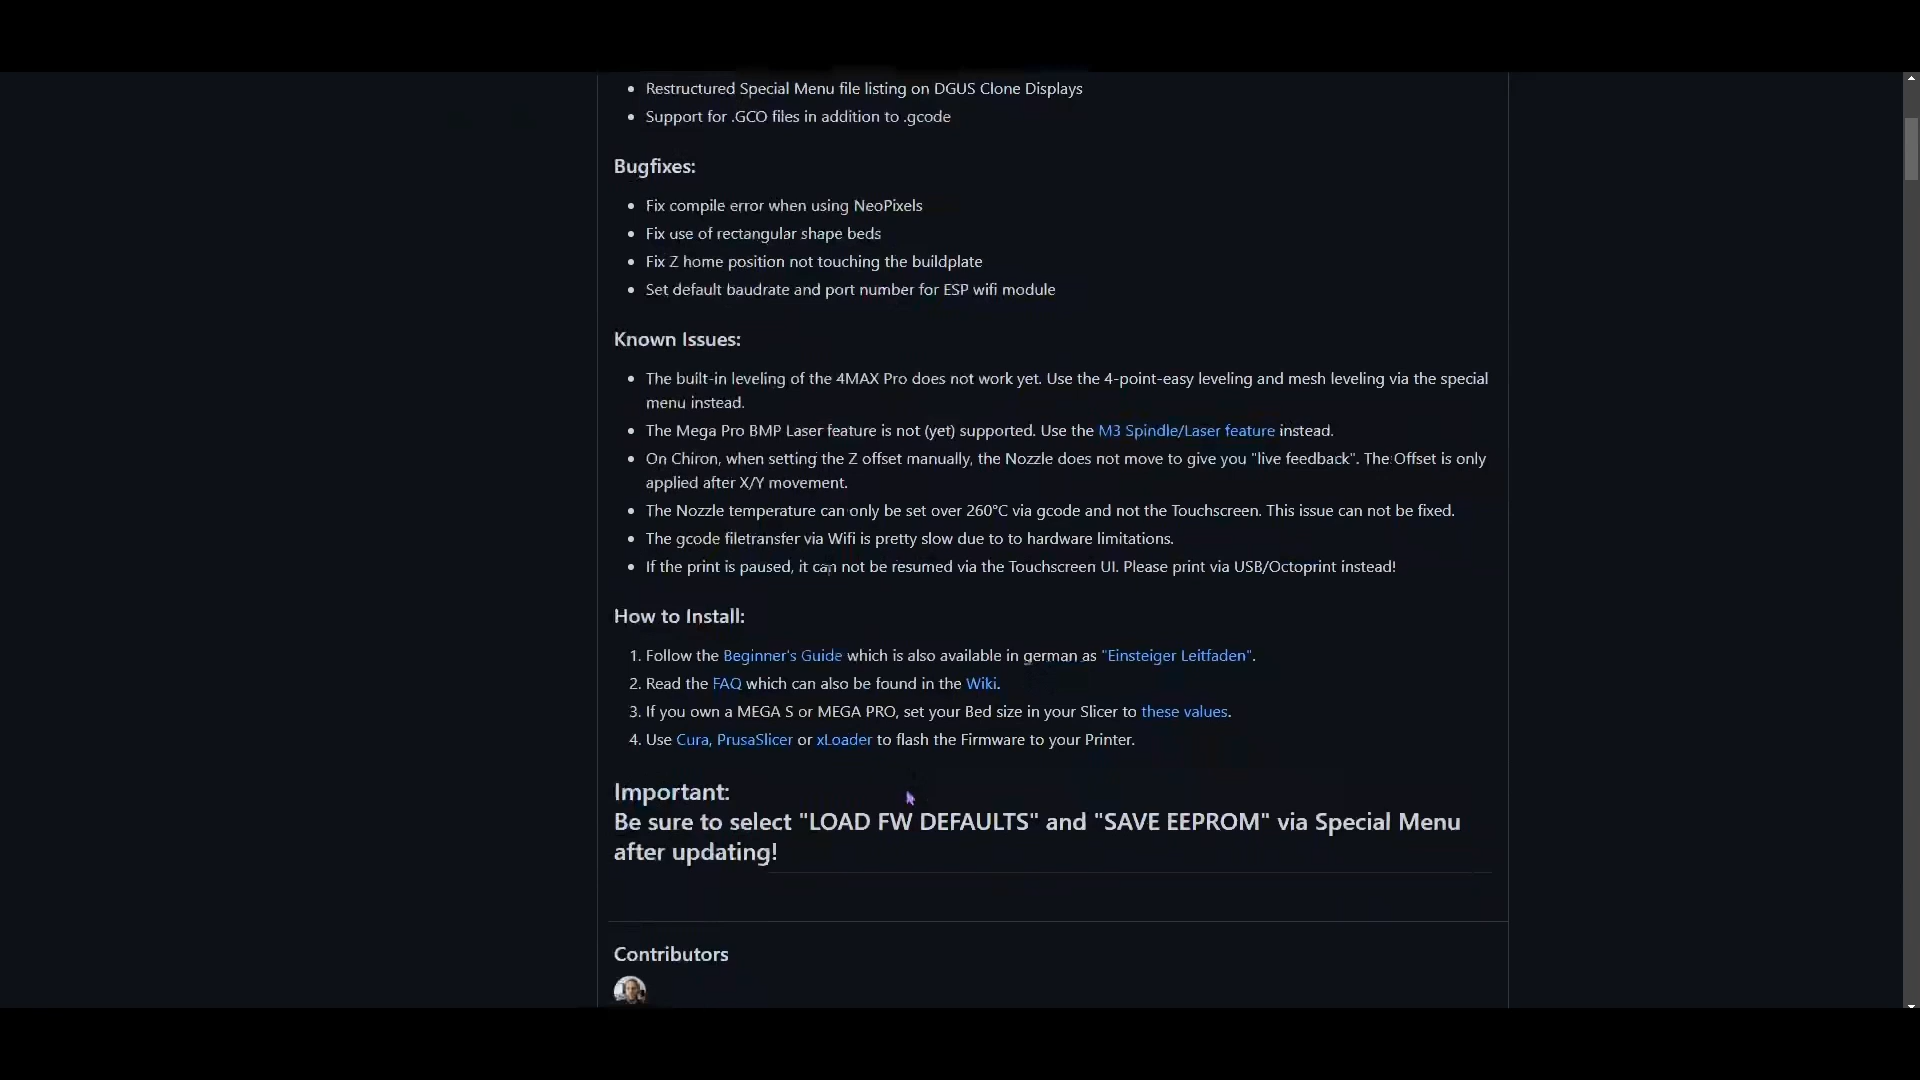 Restructured Special Menu file listing on DGUS Clone Displays
Support for .GCO files in addition to .gcode
Bugfixes:
Fix compile error when using NeoPixels
Fix use of rectangular shape beds
Fix Z home position not touching the buildplate
Set default baudrate and port number for ESP wifi module
Known Issues:
The built-in leveling of the 4MAX Pro does not work yet. Use the 4-point-easy leveling and mesh leveling via the special
menu instead.
The Mega Pro BMP Laser feature is not (yet) supported. Use the M3 Spindle/Laser feature instead.
On Chiron, when setting the Z offset manually, the Nozzle does not move to give you "live feedback". The Offset is only
applied after X/Y movement.
The Nozzle temperature can only be set over 260°C via gcode and not the Touchscreen. This issue can not be fixed.
The gcode filetransfer via Wifi is pretty slow due to to hardware limitations.
If the print is paused, it can not be resumed via the Touchscreen UI. Please print via USB/Octoprint instead!
How to Install:
1. Follow the Beginner's Guide which is also available in german as "Einsteiger Leitfaden".
2. Read the FAQ which can also be found in the Wiki.
3. If you own a MEGA S or MEGA PRO, set your Bed size in your Slicer to these values.
4. Use Cura, PrusaSlicer or xLoader to flash the Firmware to your Printer.
Important:
Be sure to select "LOAD FW DEFAULTS" and "SAVE EEPROM" via Special Menu
after updating!
Contributors